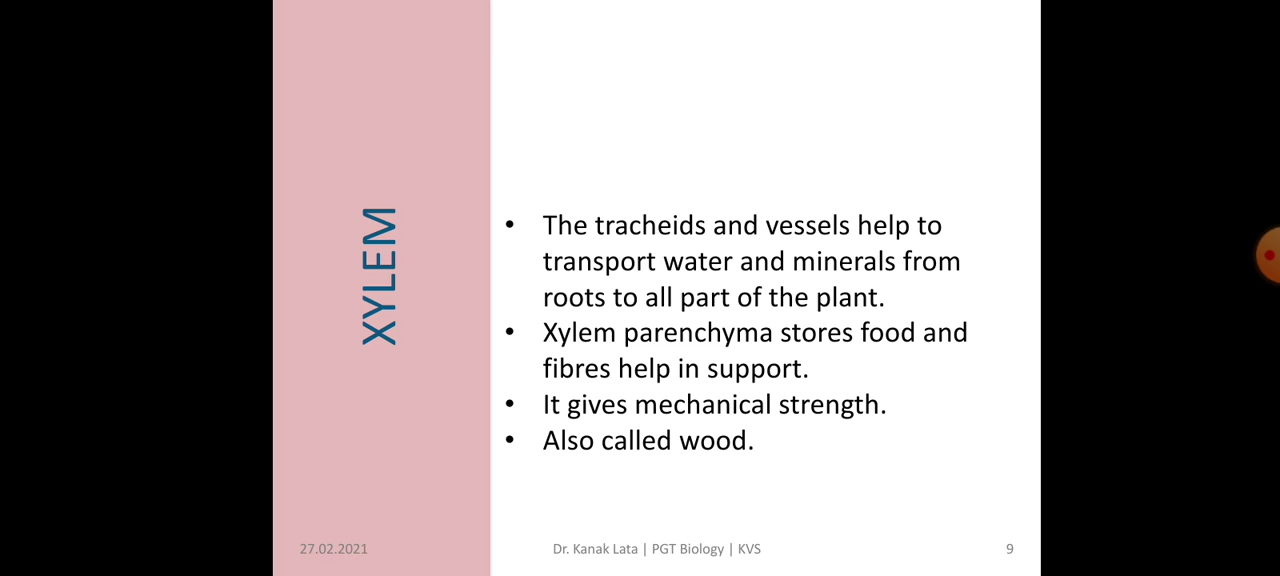 XYLEM
• The tracheids and vessels help to
transport water and minerals from
roots to all part of the plant.
• Xylem parenchyma stores food and
fibres help in support.
• It gives mechanical strength.
• Also called wood.
27.02.2021
Dr. Kanak Lata | PGT Biology | KVS
9